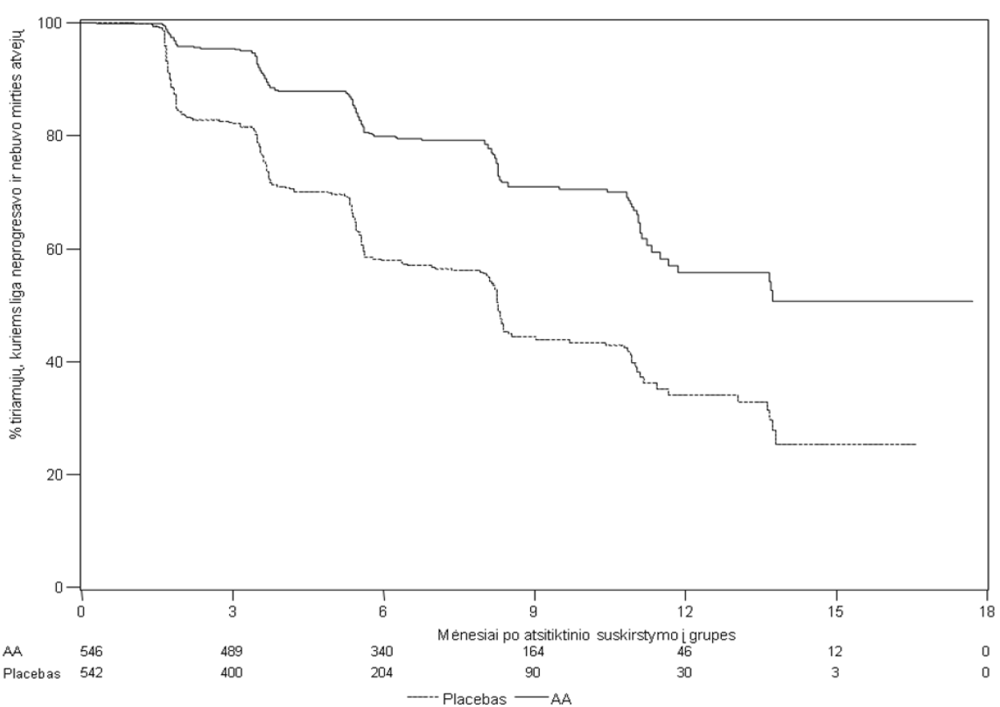 % tiriamųjų, kuriems liga neprogresavo ir nebuvo mirties atvejų
100
80
60
40
20
0
0 3 6 9 12 15 18
Mėnesiai po atsitiktinio suskirstymo į grupes
AA 546 489 340 164 46 12 0
Placebas 542 400 204 90 30 3 0
Placebas AA